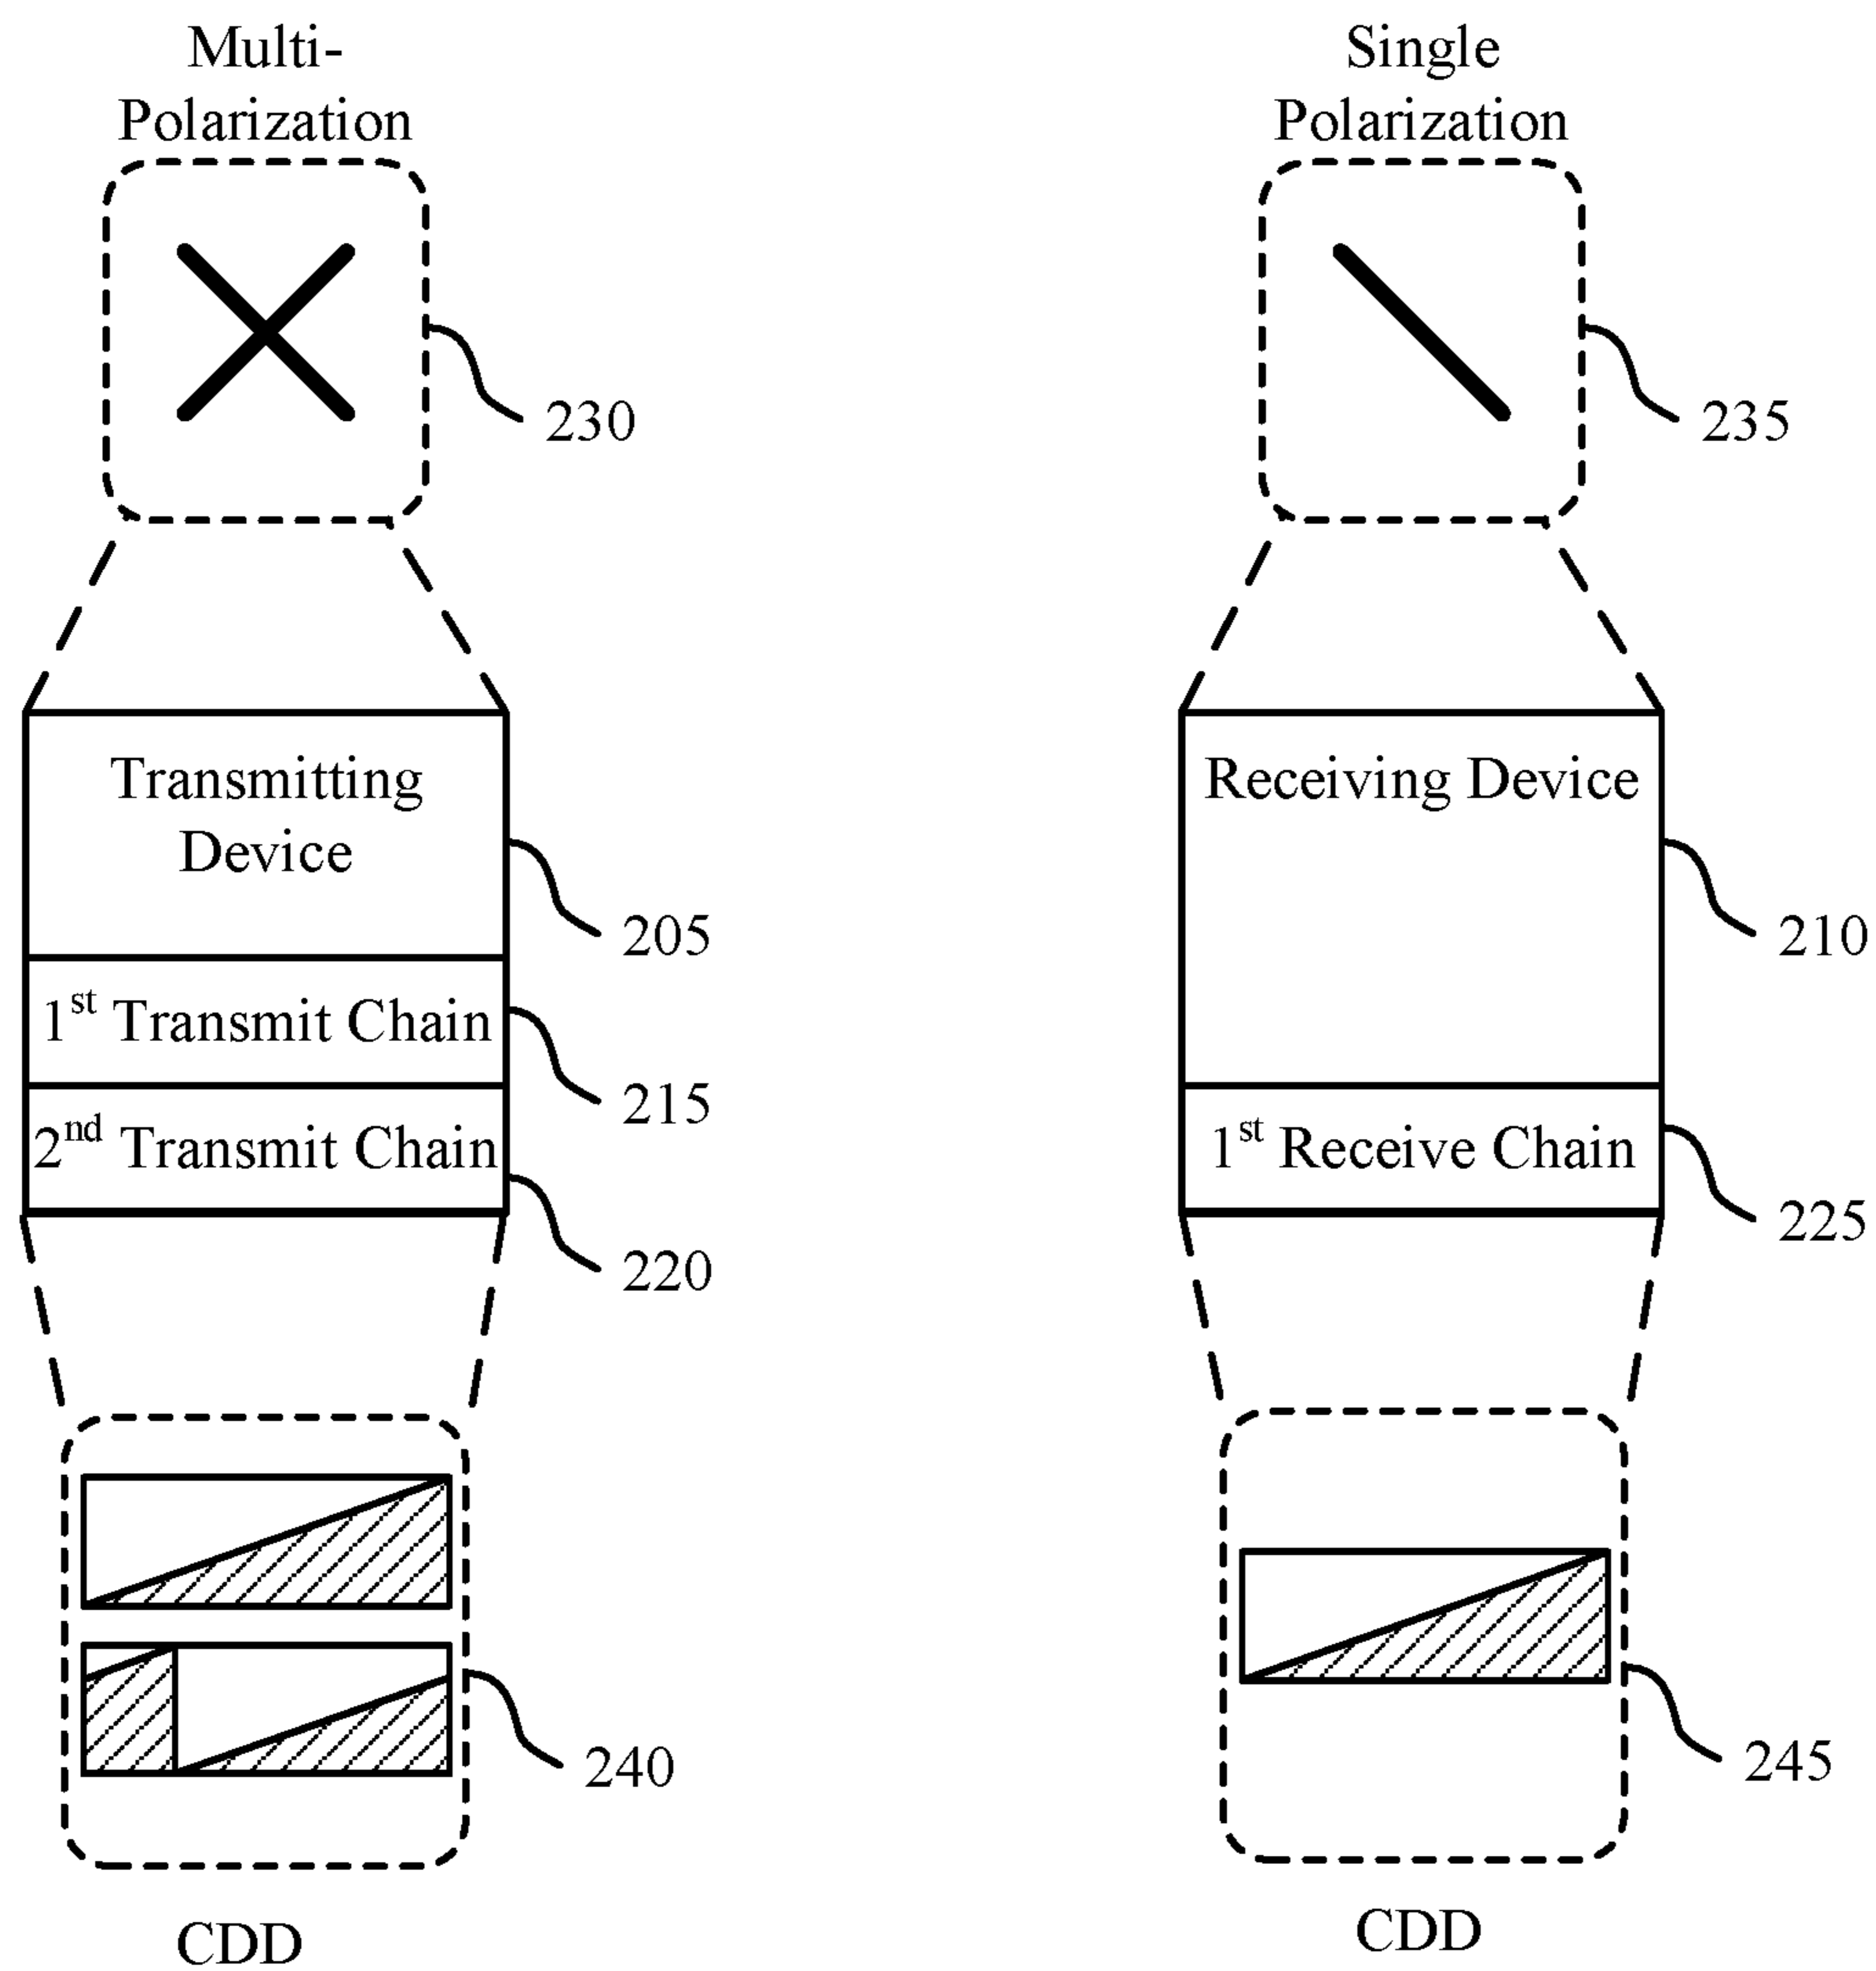 Multi-
Polarization
230
Transmitting
Device
205
1st Transmit Chain
215
2nd Transmit Chain
220
240
CDD
Single
Polarization
235
Receiving Device
210
1st Receive Chain
225
245
CDD